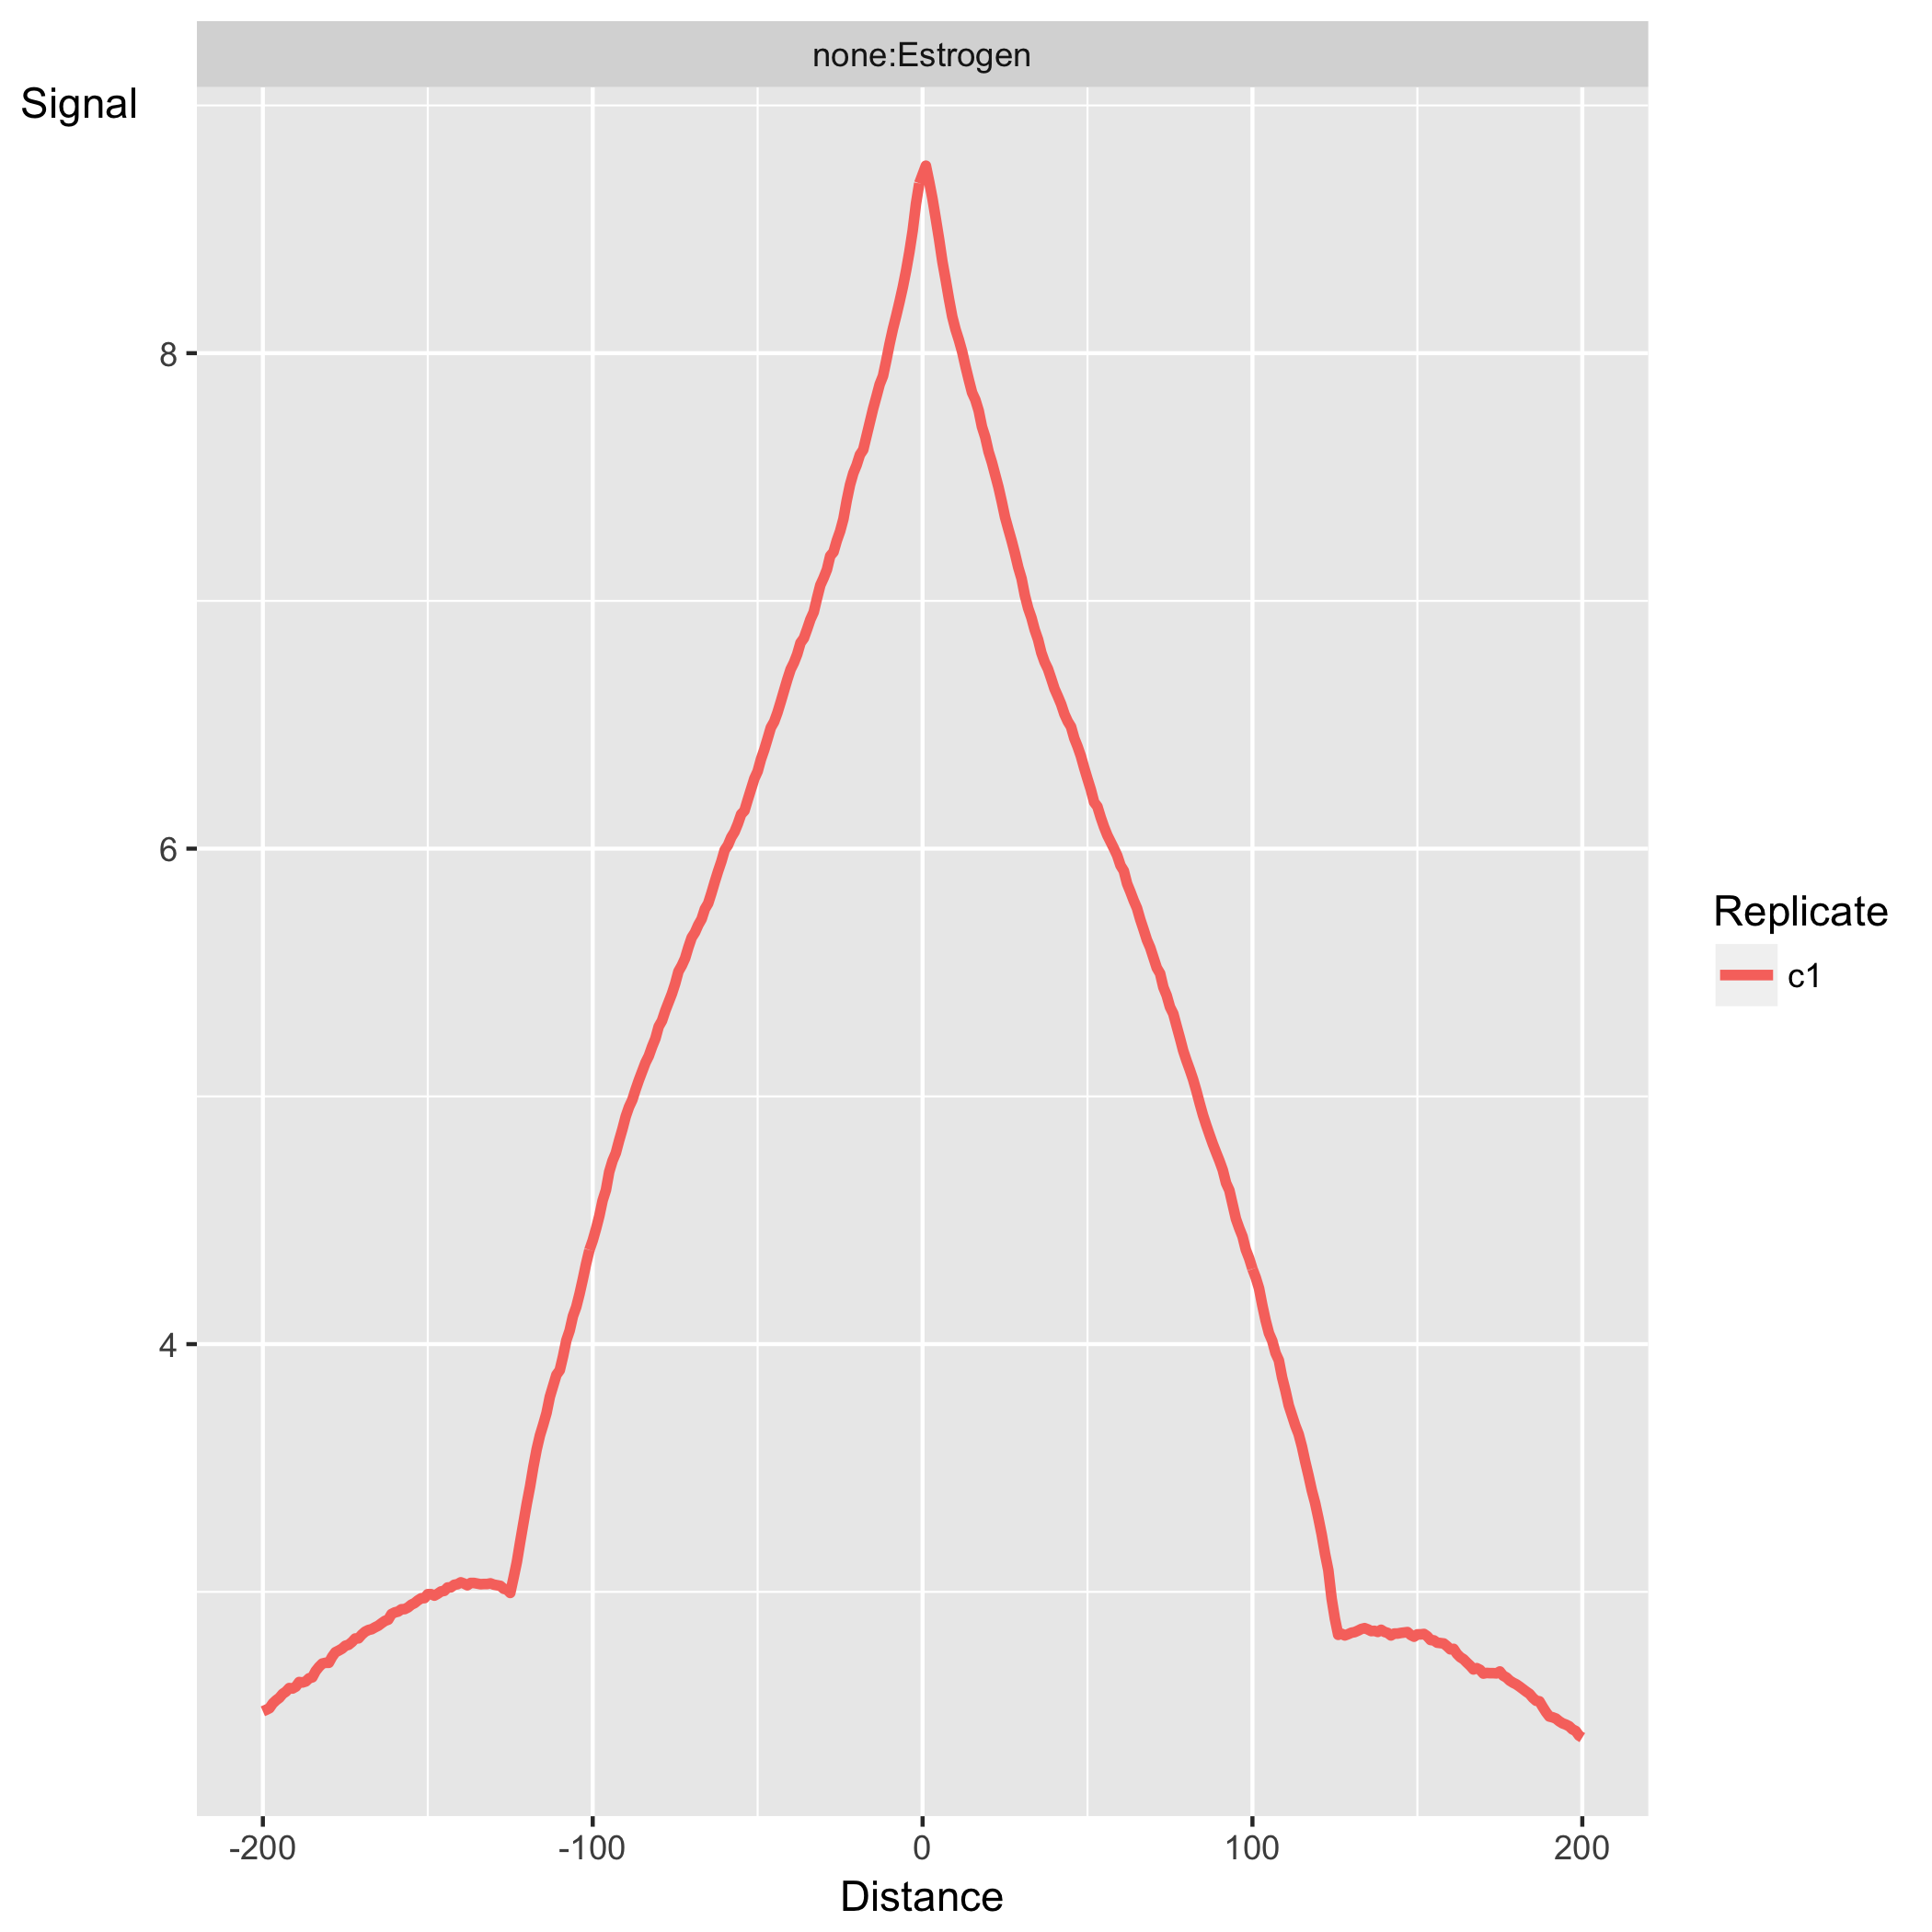 none:Estrogen
Signal
8
6
4
-200 -100 0 100 200
Distance
Replicate
c1